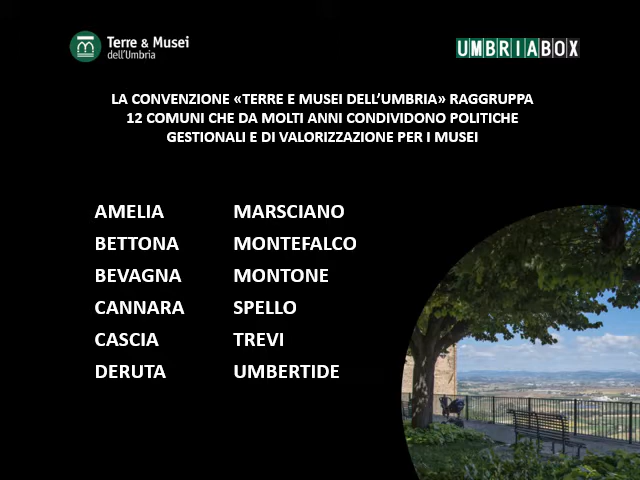 Terre & Musei
dell'Umbria
UMBRIABOX
LA CONVENZIONE «TERRE E MUSEI DELL'UMBRIA» RAGGRUPPA
12 COMUNI CHE DA MOLTI ANNI CONDIVIDONO POLITICHE
GESTIONALI E DI VALORIZZAZIONE PER I MUSEI
AMELIA
BETTONA
BEVAGNA
CANNARA
CASCIA
DERUTA
MARSCIANO
MONTEFALCO
MONTONE
SPELLO
TREVI
UMBERTIDE